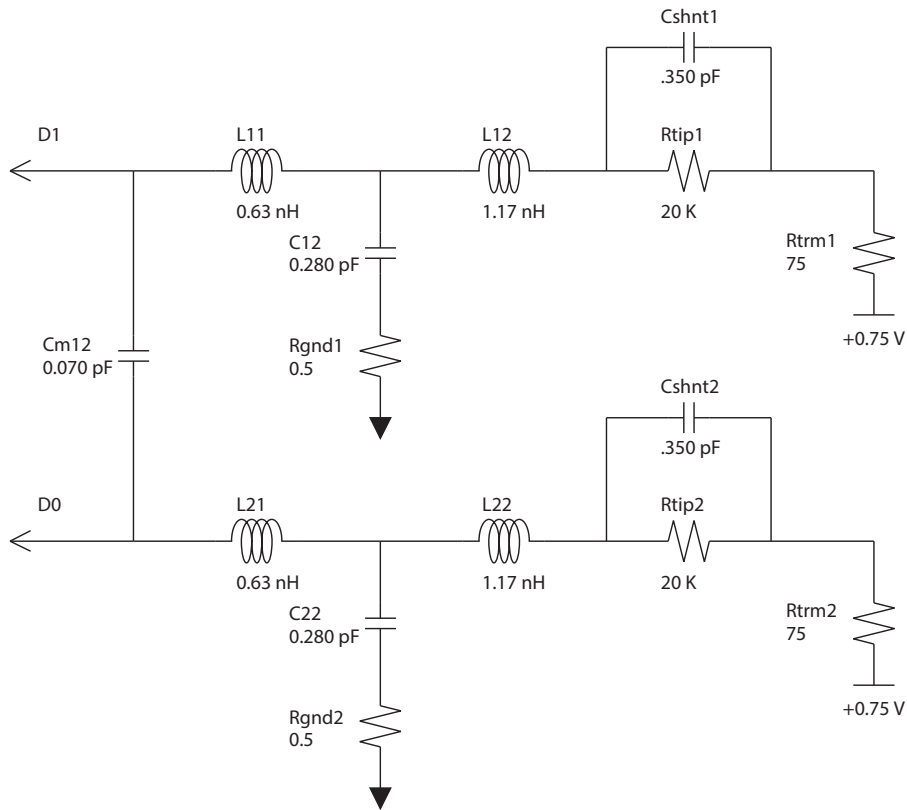 Cshnt1
.350 pF
D1
L11
L12
Rtip1
0.63 nH
1.17 nH
20 K
C12
0.280 pF
Rtrm1
75
Rgnd1
0.5
+0.75 V
Cm12
0.070 pF
Cshnt2
.350 pF
D0
L21
L22
Rtip2
0.63 nH
1.17 nH
20 K
C22
0.280 pF
Rtrm2
75
Rgnd2
0.5
+0.75 V